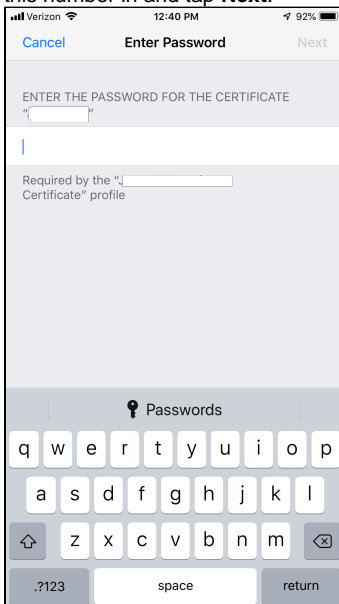 this number in and tap Next.
Verizon 12:40 PM 92%
Cancel Enter Password Next
ENTER THE PASSWORD FOR THE CERTIFICATE
“J ”
Required by the “J
Certificate” profile
Passwords
q w e r t y u i o p
a s d f g h j k l
z x c v b n m
.?123 space return